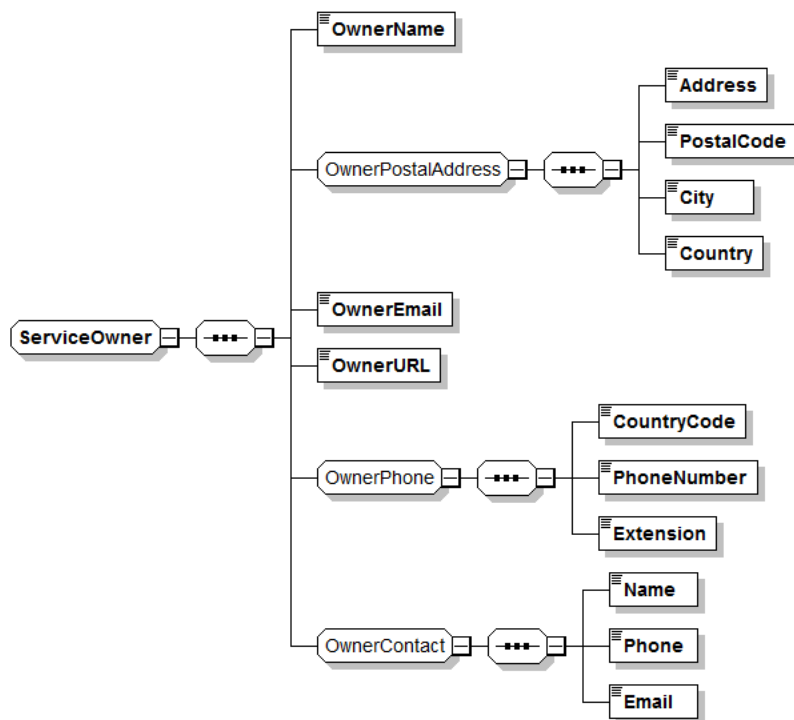 OwnerName
Address
OwnerPostalAddress
PostalCode
City
Country
OwnerEmail
ServiceOwner
OwnerURL
CountryCode
OwnerPhone
PhoneNumber
Extension
Name
OwnerContact
Phone
Email